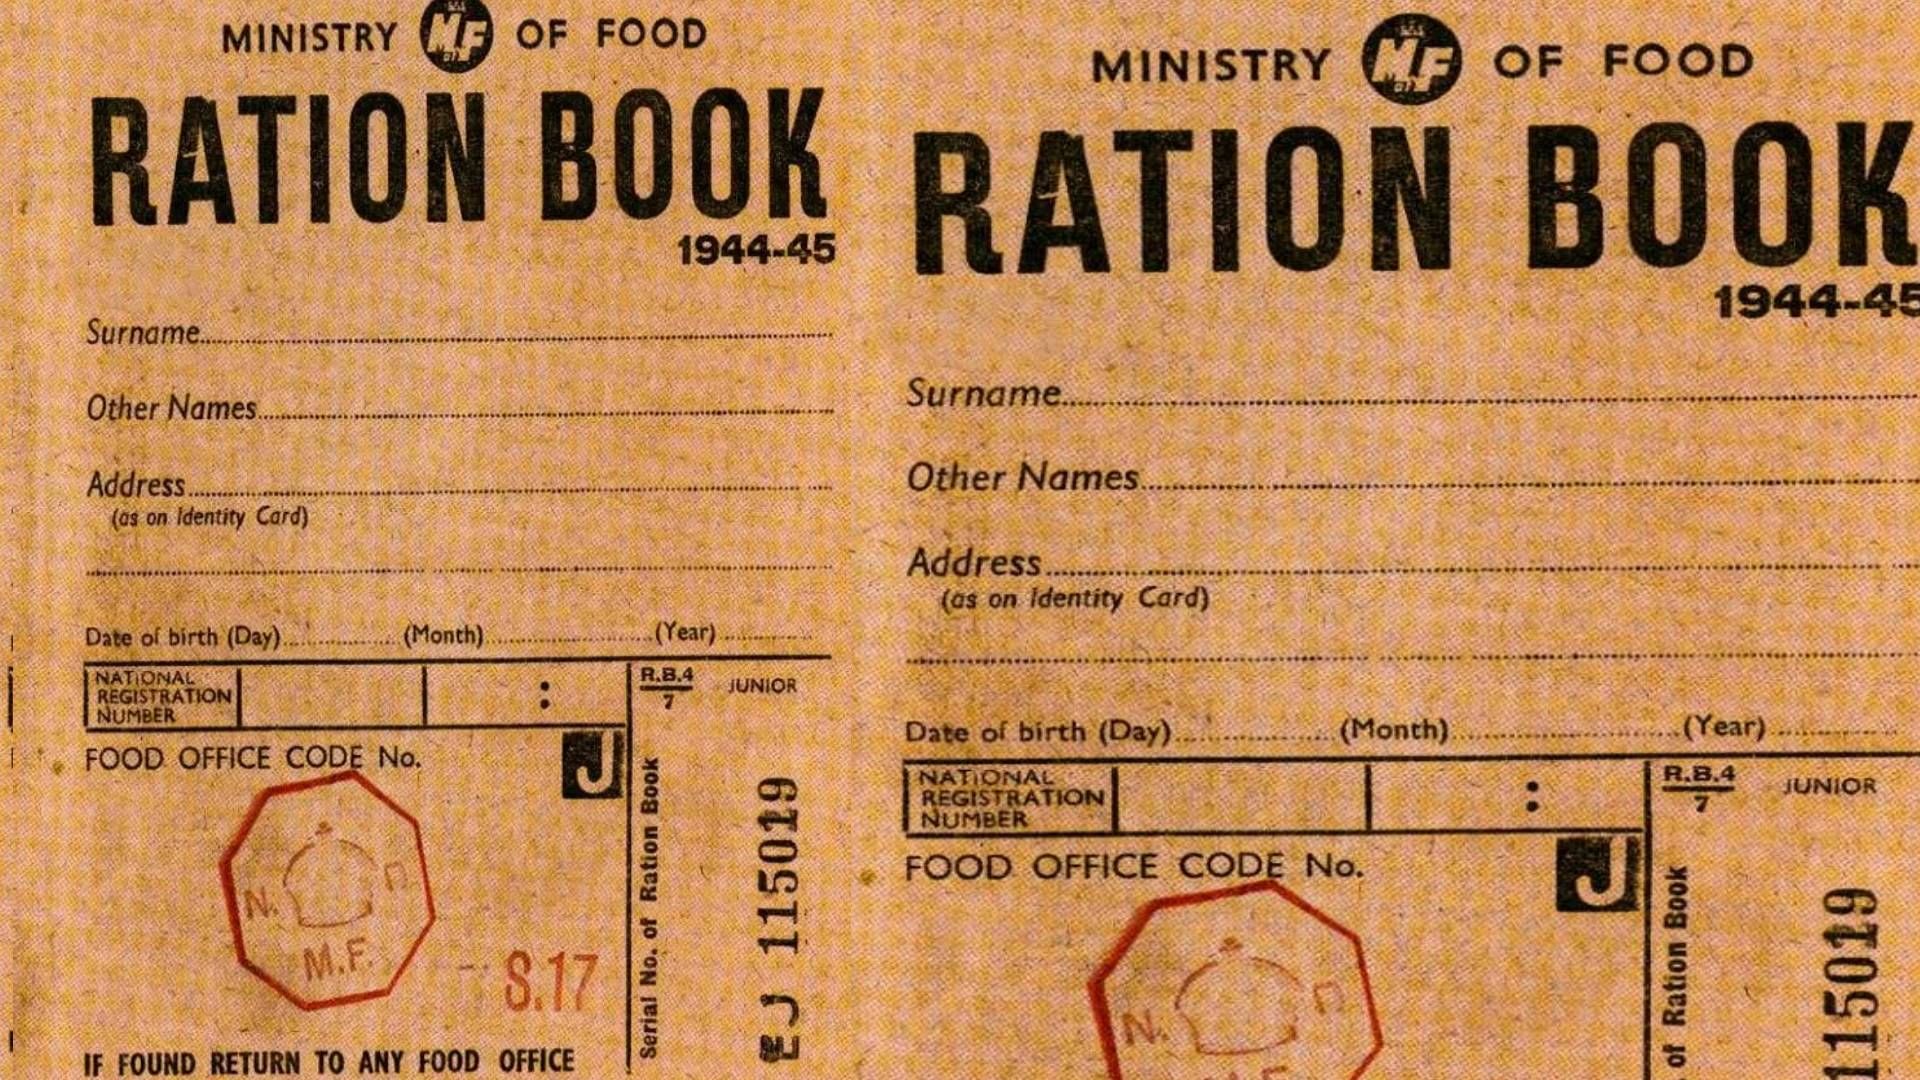 MINISTRY MF OF FOOD
RATION BOOK
1944-45
Surname
Other Names
Address
(as on Identity Card)
Date of birth (Day) (Month) (Year)
NATIONAL
REGISTRATION
NUMBER
:
R.B.4
7
JUNIOR
FOOD OFFICE CODE No.
J
N.
M.F.
S.17
Serial No. of Ration Book
EJ 115019
IF FOUND RETURN TO ANY FOOD OFFICE
MINISTRY MF OF FOOD
RATION BOOK
1944-45
Surname
Other Names
Address
(as on Identity Card)
Date of birth (Day) (Month) (Year)
NATIONAL
REGISTRATION
NUMBER
:
R.B.4
7
JUNIOR
FOOD OFFICE CODE No.
J
N.
of Ration Book
115019